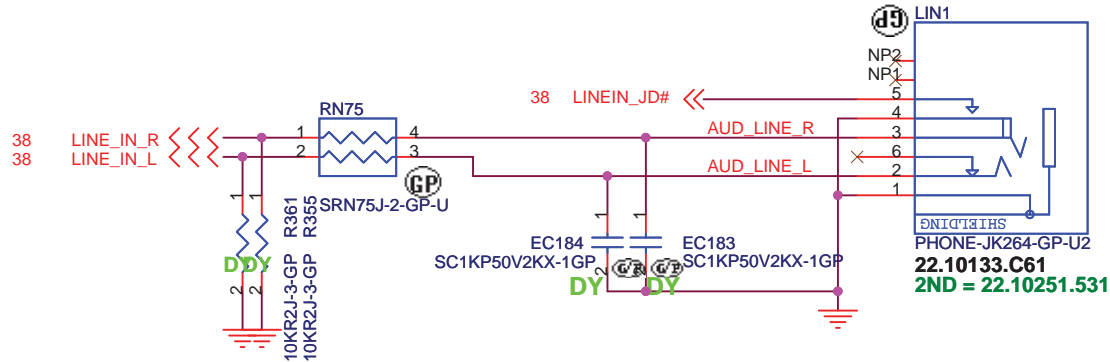 GP
LIN1
NP2
NP1
38 LINEIN_JD# 5
4
38 LINE_IN_R
RN75
1 4
AUD_LINE_R 3
6
38 LINE_IN_L
2 3
AUD_LINE_L 2
1
GP
SRN75J-2-GP-U
SHIELDING
1 1
R361
10KR2J-3-GP
R355
10KR2J-3-GP
DY DY
2 2
1 1
EC184
SC1KP50V2KX-1GP
EC183
SC1KP50V2KX-1GP
2
DY DY
PHONE-JK264-GP-U2
22.10133.C61
2ND = 22.10251.531